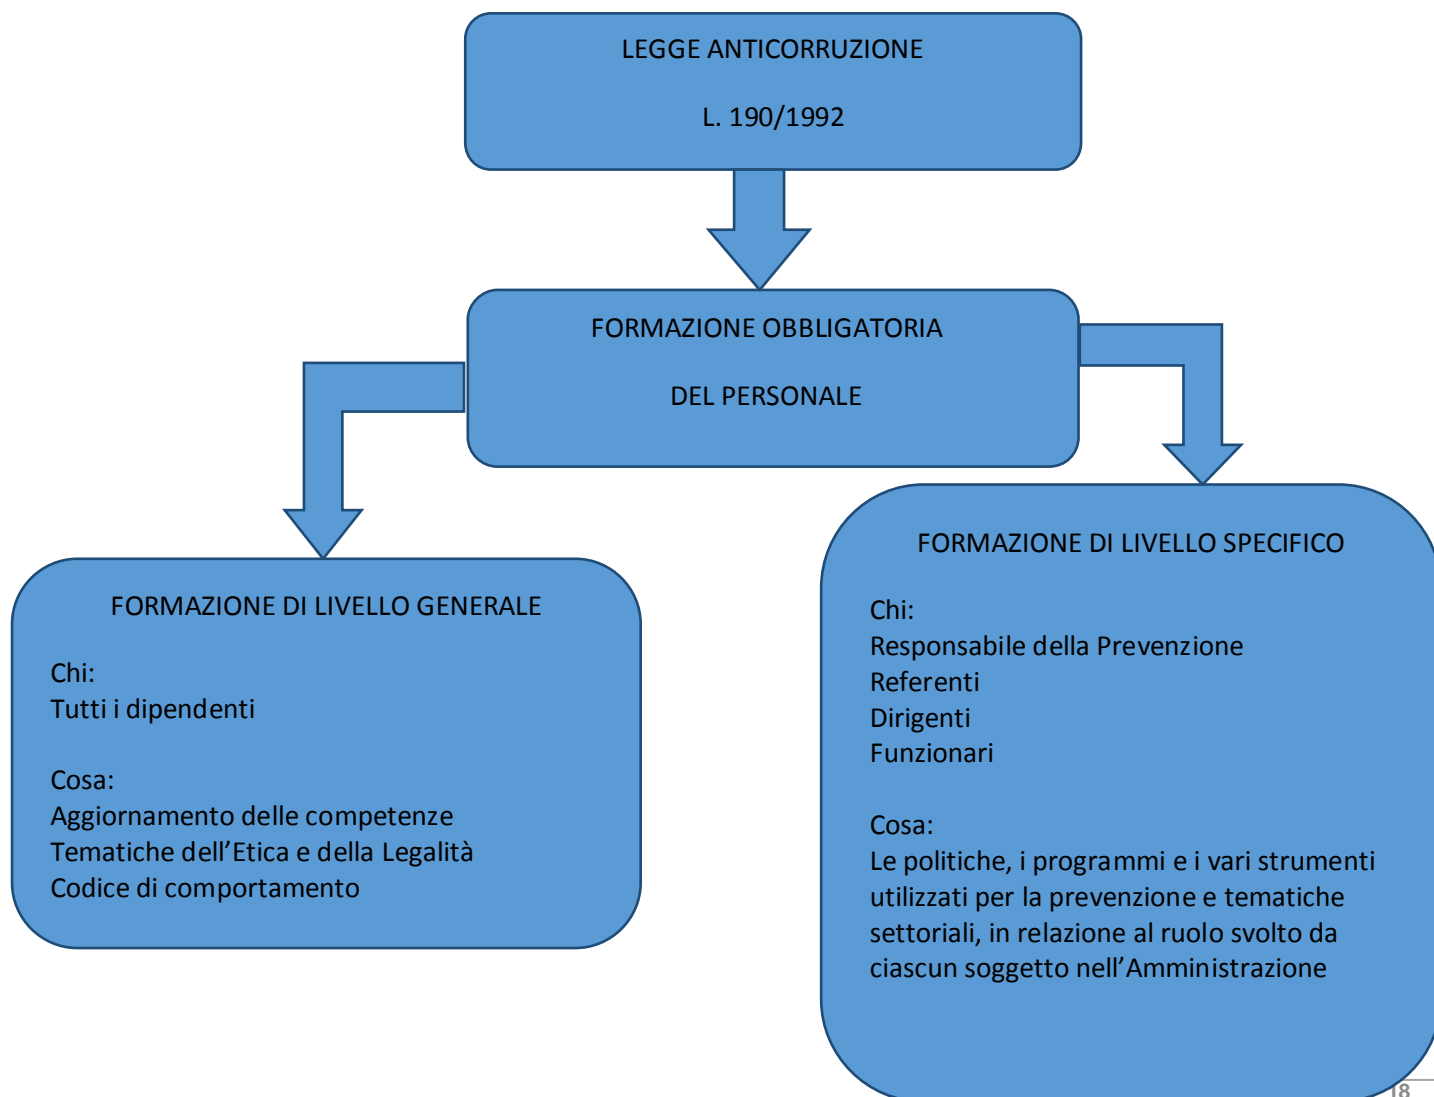 LEGGE ANTICORRUZIONE
L. 190/1992
FORMAZIONE OBBLIGATORIA
DEL PERSONALE
FORMAZIONE DI LIVELLO GENERALE
Chi:
Tutti i dipendenti
Cosa:
Aggiornamento delle competenze
Tematiche dell’Etica e della Legalità
Codice di comportamento
FORMAZIONE DI LIVELLO SPECIFICO
Chi:
Responsabile della Prevenzione
Referenti
Dirigenti
Funzionari
Cosa:
Le politiche, i programmi e i vari strumenti
utilizzati per la prevenzione e tematiche
settoriali, in relazione al ruolo svolto da
ciascun soggetto nell’Amministrazione
18